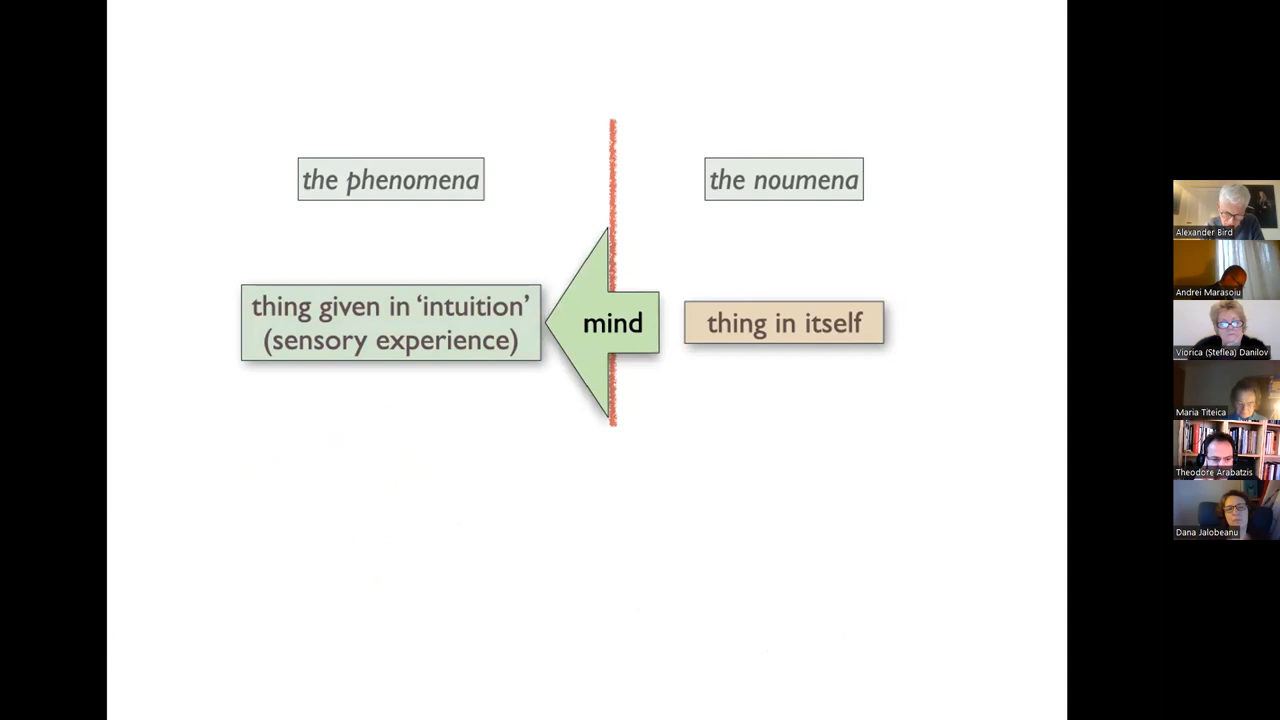 the phenomena
the noumena
thing given in ‘intuition’
(sensory experience)
mind
thing in itself
Alexander Bird
Andrei Marasoiu
Viorica (Șteflea) Danilov
Maria Titeica
Theodore Arabatzis
Dana Jalobeanu